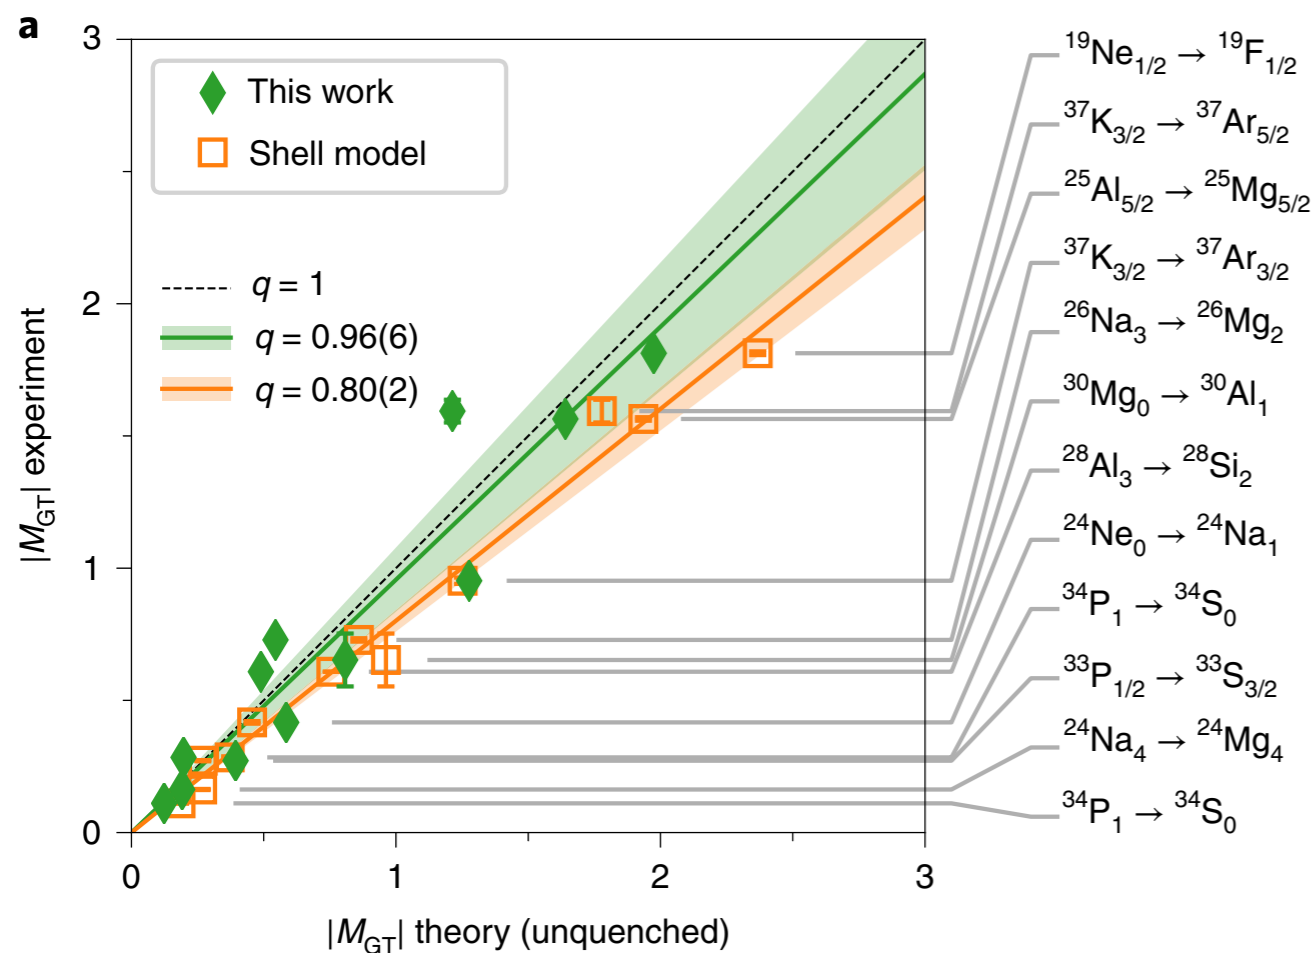 a
3
This work
Shell model
q = 1
q = 0.96(6)
q = 0.80(2)
2
1
0
|M_GT| experiment
0 1 2 3
|M_GT| theory (unquenched)
¹⁹Ne₁/₂ → ¹⁹F₁/₂
³⁷K₃/₂ → ³⁷Ar₅/₂
²⁵Al₅/₂ → ²⁵Mg₅/₂
³⁷K₃/₂ → ³⁷Ar₃/₂
²⁶Na₃ → ²⁶Mg₂
³⁰Mg₀ → ³⁰Al₁
²⁸Al₃ → ²⁸Si₂
²⁴Ne₀ → ²⁴Na₁
³⁴P₁ → ³⁴S₀
³³P₁/₂ → ³³S₃/₂
²⁴Na₄ → ²⁴Mg₄
³⁴P₁ → ³⁴S₀